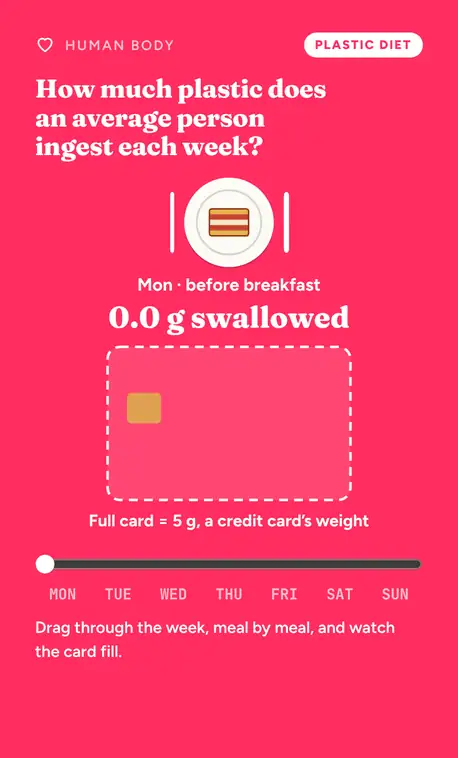 HUMAN BODY
PLASTIC DIET
How much plastic does
an average person
ingest each week?
Mon · before breakfast
0.0 g swallowed
Full card = 5 g, a credit card’s weight
MON TUE WED THU FRI SAT SUN
Drag through the week, meal by meal, and watch
the card fill.